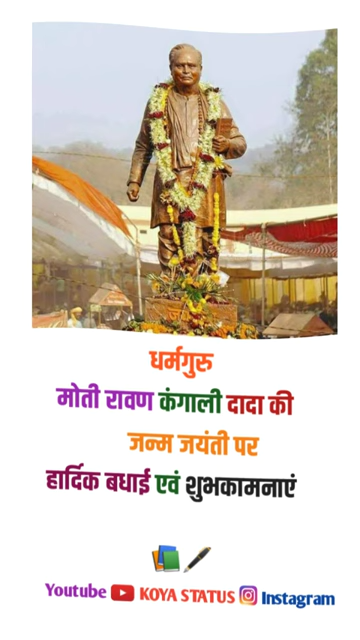 धर्मगुरु
मोती रावण कंगाली दादा की
जन्म जयंती पर
हार्दिक बधाई एवं शुभकामनाएं
Youtube KOYA STATUS Instagram